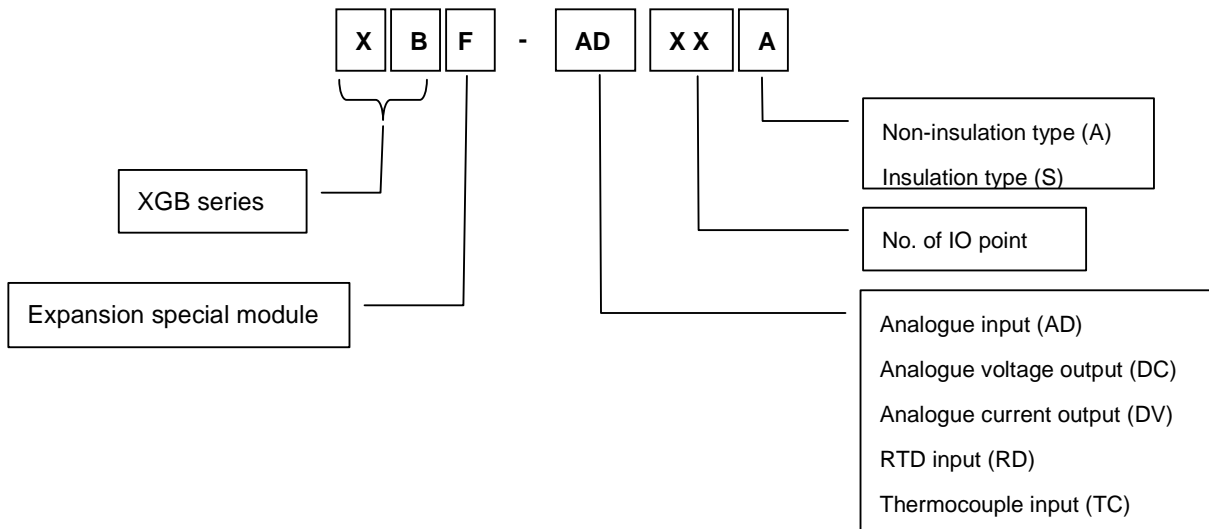 X B F - AD X X A
Non-insulation type (A)
Insulation type (S)
XGB series
No. of IO point
Expansion special module
Analogue input (AD)
Analogue voltage output (DC)
Analogue current output (DV)
RTD input (RD)
Thermocouple input (TC)